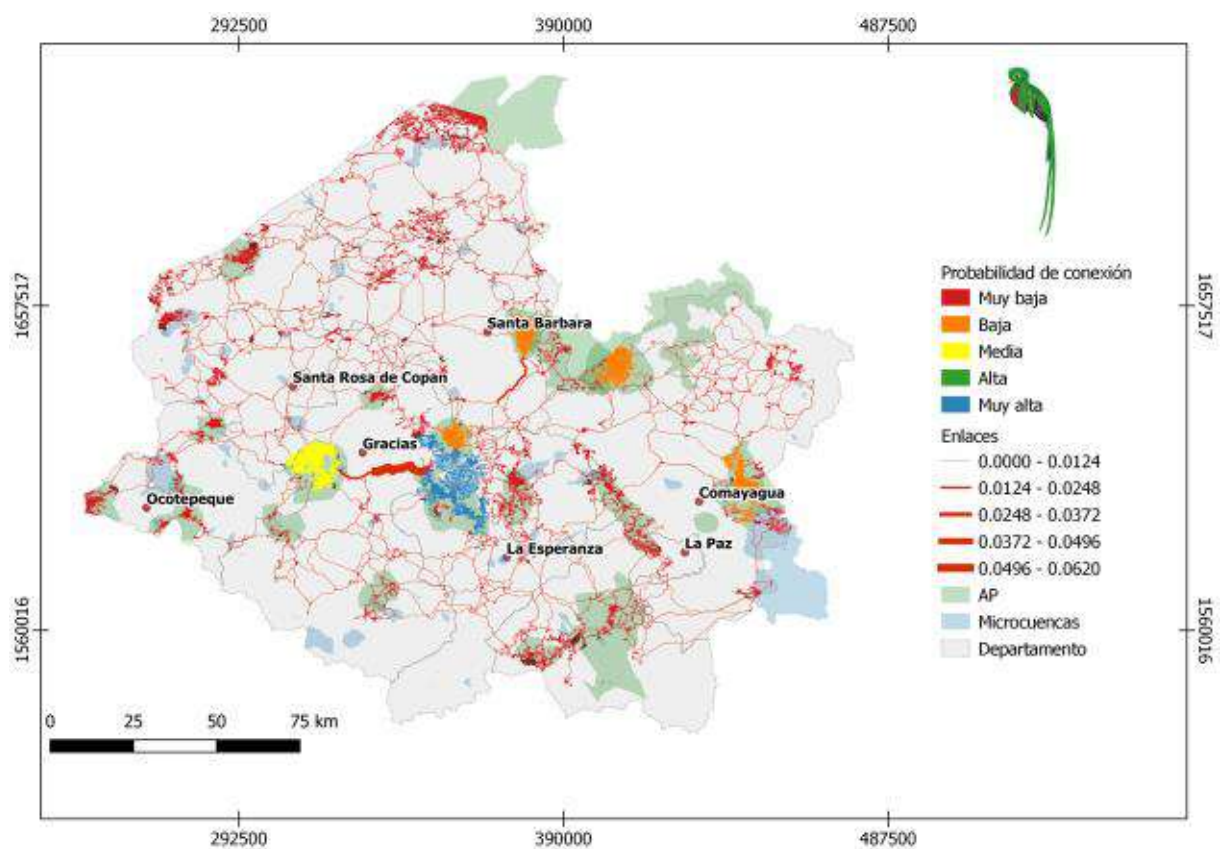 292500 390000 487500
1657517
1657517
Probabilidad de conexión
Muy baja
Baja
Media
Alta
Muy alta
Enlaces
0.0000 - 0.0124
0.0124 - 0.0248
0.0248 - 0.0372
0.0372 - 0.0496
0.0496 - 0.0620
AP
Microcuencas
Departamento
Santa Barbara
Santa Rosa de Copan
Gracias
Ocotepeque
Comayagua
La Esperanza
La Paz
1560016
1560016
0 25 50 75 km
292500 390000 487500